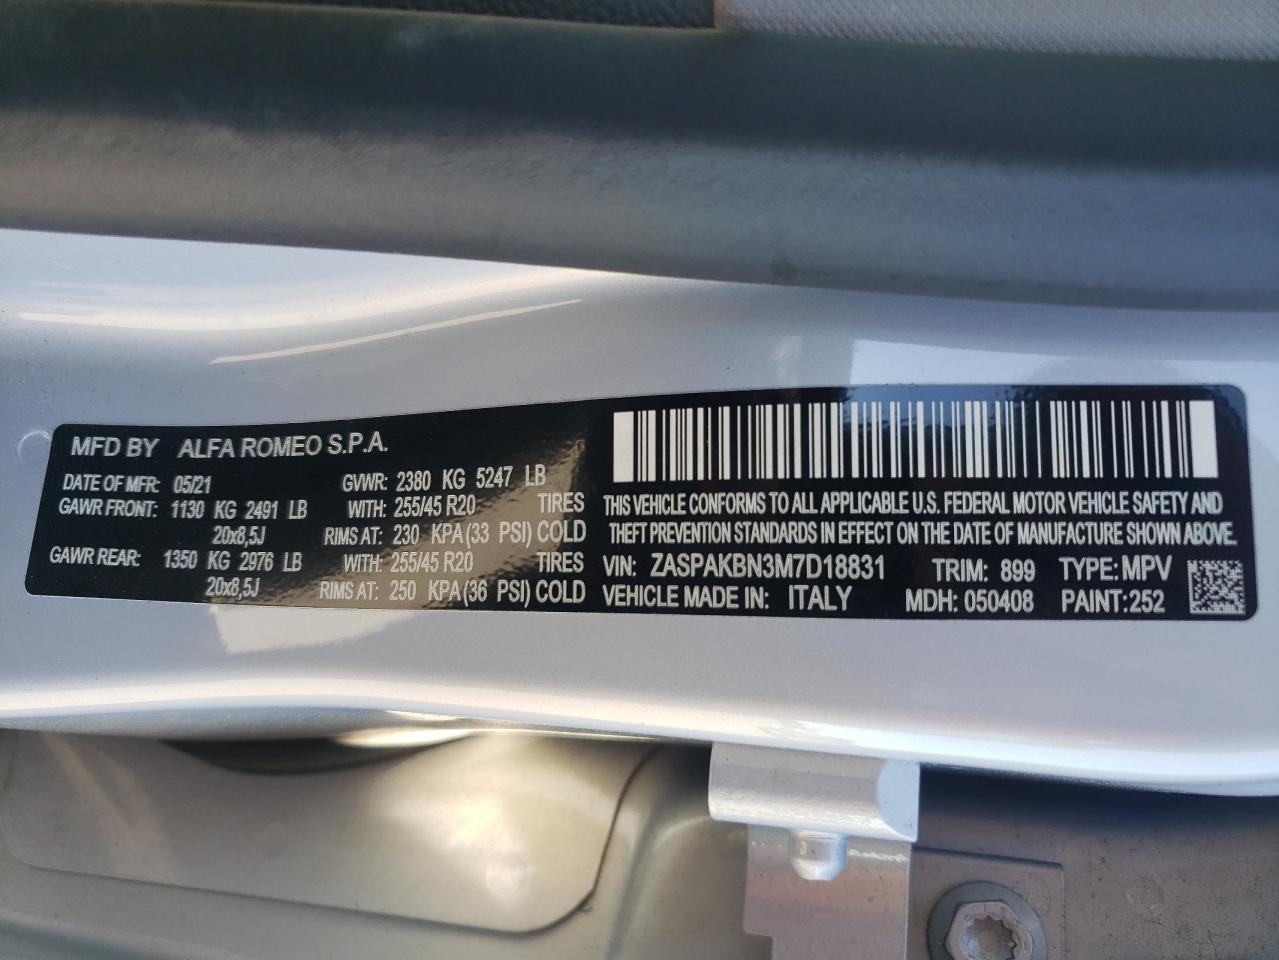 MFD BY ALFA ROMEO S.P.A.
DATE OF MFR: 05/21 GVWR: 2380 KG 5247 LB
GAWR FRONT: 1130 KG 2491 LB WITH: 255/45 R20 TIRES
20x8,5J RIMS AT: 230 KPA(33 PSI) COLD
GAWR REAR: 1350 KG 2976 LB WITH: 255/45 R20 TIRES
20x8,5J RIMS AT: 250 KPA(36 PSI) COLD
THIS VEHICLE CONFORMS TO ALL APPLICABLE U.S. FEDERAL MOTOR VEHICLE SAFETY AND
THEFT PREVENTION STANDARDS IN EFFECT ON THE DATE OF MANUFACTURE SHOWN ABOVE.
VIN: ZASPAKBN3M7D18831 TRIM: 899 TYPE: MPV
VEHICLE MADE IN: ITALY MDH: 050408 PAINT:252